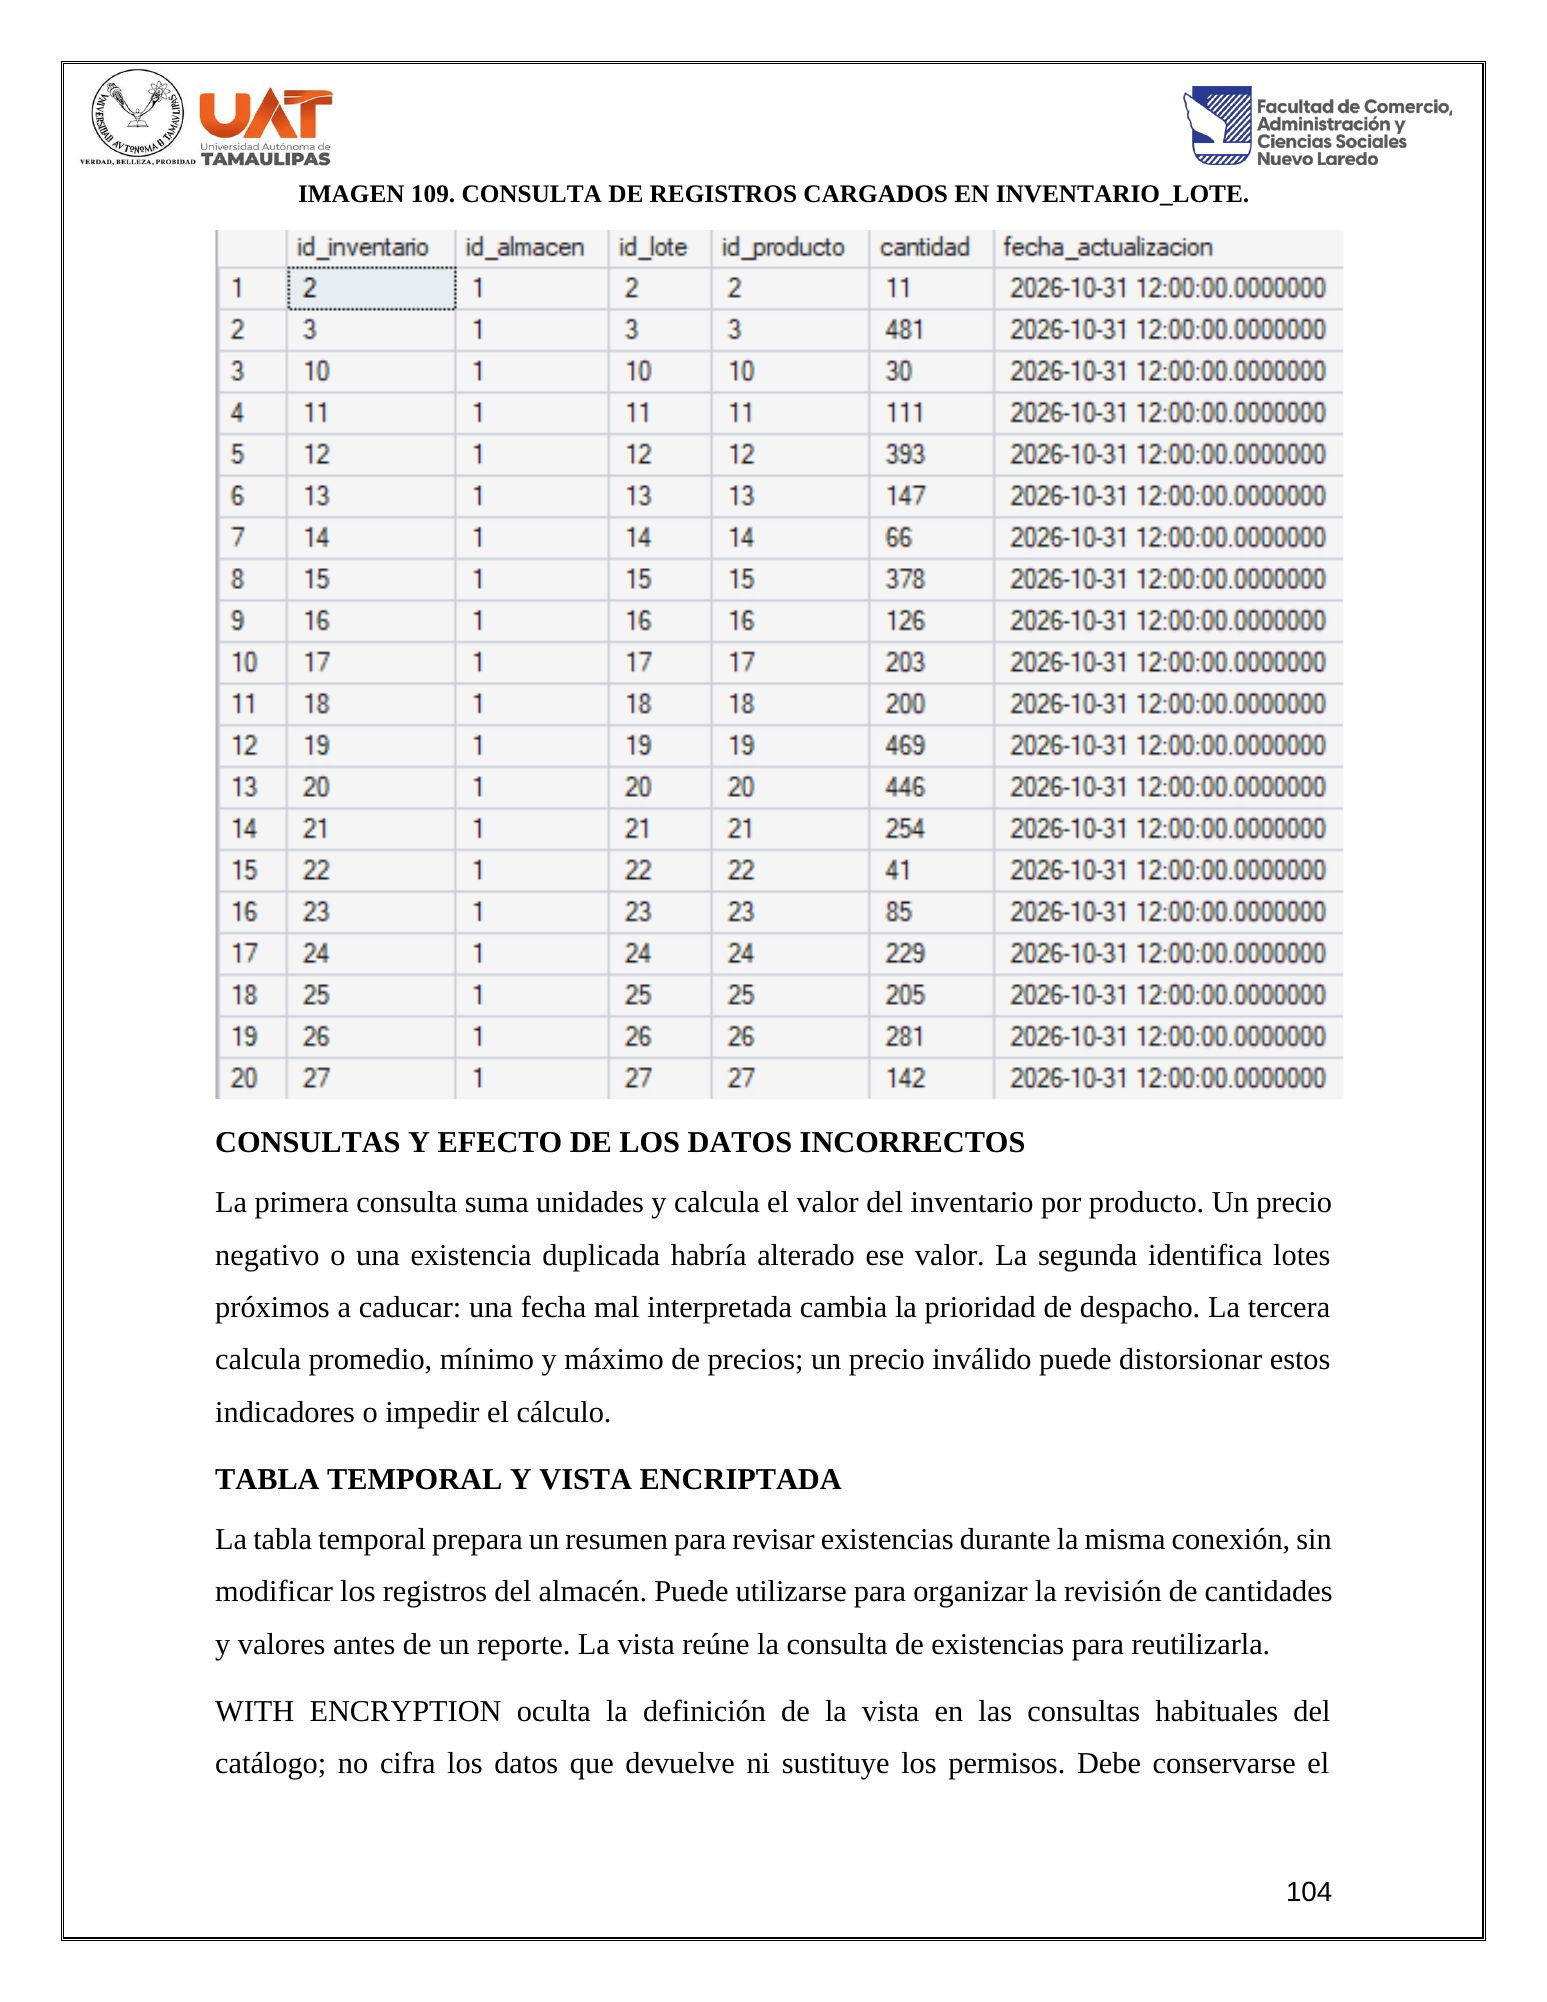 UNIVERSIDAD AUTONOMA DE TAMAULIPAS
VERDAD, BELLEZA, PROBIDAD
UAT
Universidad Autónoma de
TAMAULIPAS
Facultad de Comercio,
Administración y
Ciencias Sociales
Nuevo Laredo
IMAGEN 109. CONSULTA DE REGISTROS CARGADOS EN INVENTARIO_LOTE.
id_inventario id_almacen id_lote id_producto cantidad fecha_actualizacion
1 2 1 2 2 11 2026-10-31 12:00:00.0000000
2 3 1 3 3 481 2026-10-31 12:00:00.0000000
3 10 1 10 10 30 2026-10-31 12:00:00.0000000
4 11 1 11 11 111 2026-10-31 12:00:00.0000000
5 12 1 12 12 393 2026-10-31 12:00:00.0000000
6 13 1 13 13 147 2026-10-31 12:00:00.0000000
7 14 1 14 14 66 2026-10-31 12:00:00.0000000
8 15 1 15 15 378 2026-10-31 12:00:00.0000000
9 16 1 16 16 126 2026-10-31 12:00:00.0000000
10 17 1 17 17 203 2026-10-31 12:00:00.0000000
11 18 1 18 18 200 2026-10-31 12:00:00.0000000
12 19 1 19 19 469 2026-10-31 12:00:00.0000000
13 20 1 20 20 446 2026-10-31 12:00:00.0000000
14 21 1 21 21 254 2026-10-31 12:00:00.0000000
15 22 1 22 22 41 2026-10-31 12:00:00.0000000
16 23 1 23 23 85 2026-10-31 12:00:00.0000000
17 24 1 24 24 229 2026-10-31 12:00:00.0000000
18 25 1 25 25 205 2026-10-31 12:00:00.0000000
19 26 1 26 26 281 2026-10-31 12:00:00.0000000
20 27 1 27 27 142 2026-10-31 12:00:00.0000000
CONSULTAS Y EFECTO DE LOS DATOS INCORRECTOS
La primera consulta suma unidades y calcula el valor del inventario por producto. Un precio
negativo o una existencia duplicada habría alterado ese valor. La segunda identifica lotes
próximos a caducar: una fecha mal interpretada cambia la prioridad de despacho. La tercera
calcula promedio, mínimo y máximo de precios; un precio inválido puede distorsionar estos
indicadores o impedir el cálculo.
TABLA TEMPORAL Y VISTA ENCRIPTADA
La tabla temporal prepara un resumen para revisar existencias durante la misma conexión, sin
modificar los registros del almacén. Puede utilizarse para organizar la revisión de cantidades
y valores antes de un reporte. La vista reúne la consulta de existencias para reutilizarla.
WITH ENCRYPTION oculta la definición de la vista en las consultas habituales del
catálogo; no cifra los datos que devuelve ni sustituye los permisos. Debe conservarse el
104